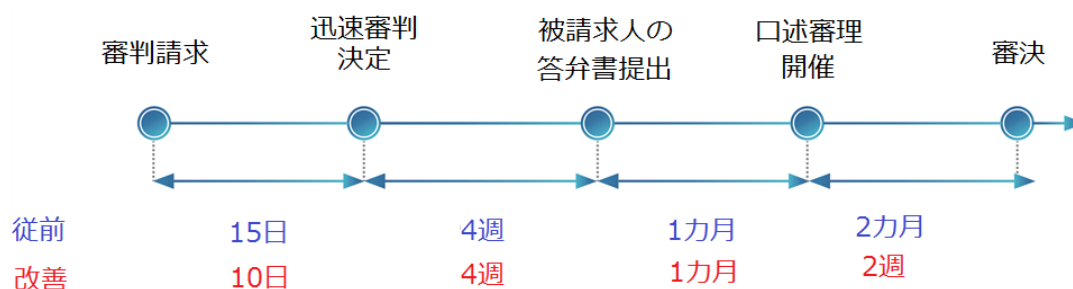 審判請求
迅速審判
決定
被請求人の
答弁書提出
口述審理
開催
審決
従前 15日 4週 1カ月 2カ月
改善 10日 4週 1カ月 2週